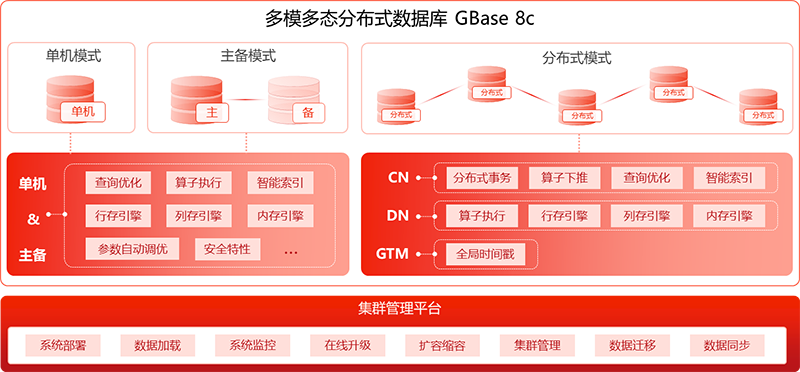 多模多态分布式数据库 GBase 8c
单机模式
主备模式
分布式模式
单机
主
备
分布式
分布式
分布式
分布式
分布式
单机
&
主备
查询优化
算子执行
智能索引
行存引擎
列存引擎
内存引擎
参数自动调优
安全特性
...
CN
分布式事务
算子下推
查询优化
智能索引
DN
算子执行
行存引擎
列存引擎
内存引擎
GTM
全局时间戳
集群管理平台
系统部署
数据加载
系统监控
在线升级
扩容缩容
集群管理
数据迁移
数据同步